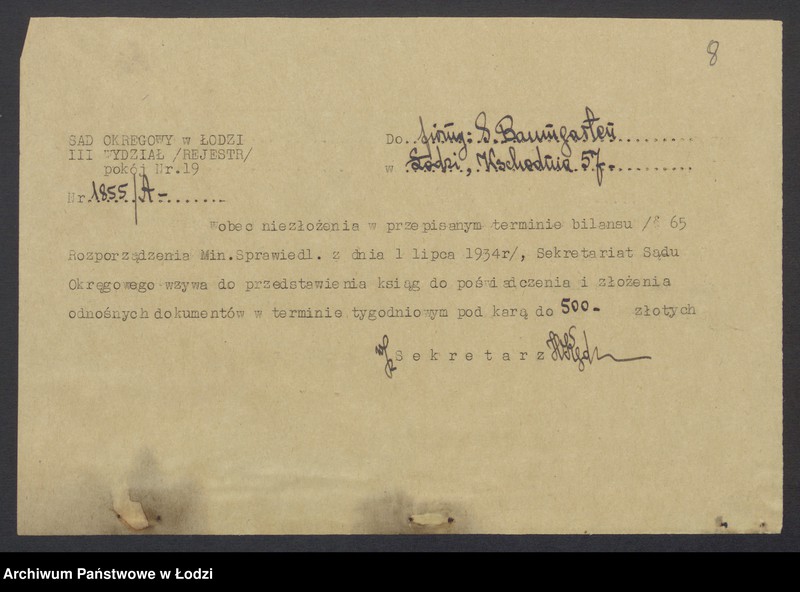 8
SAD OKRĘGOWY w ŁODZI
III WYDZIAŁ /REJESTR/
pokój Nr.19
Nr.1855/A-........
Do..firmy: S. Baumgarten.........
w Łodzi, Wschodnia 57-..........
Wobec niezłożenia w przepisanym terminie bilansu /§ 65
Rozporządzenia Min.Sprawiedl. z dnia 1 lipca 1934r/, Sekretariat Sądu
Okręgowego wzywa do przedstawienia ksiąg do poświadczenia i złożenia
odnośnych dokumentów w terminie tygodniowym pod karą do 500- złotych
S e k r e t a r z
Archiwum Państwowe w Łodzi